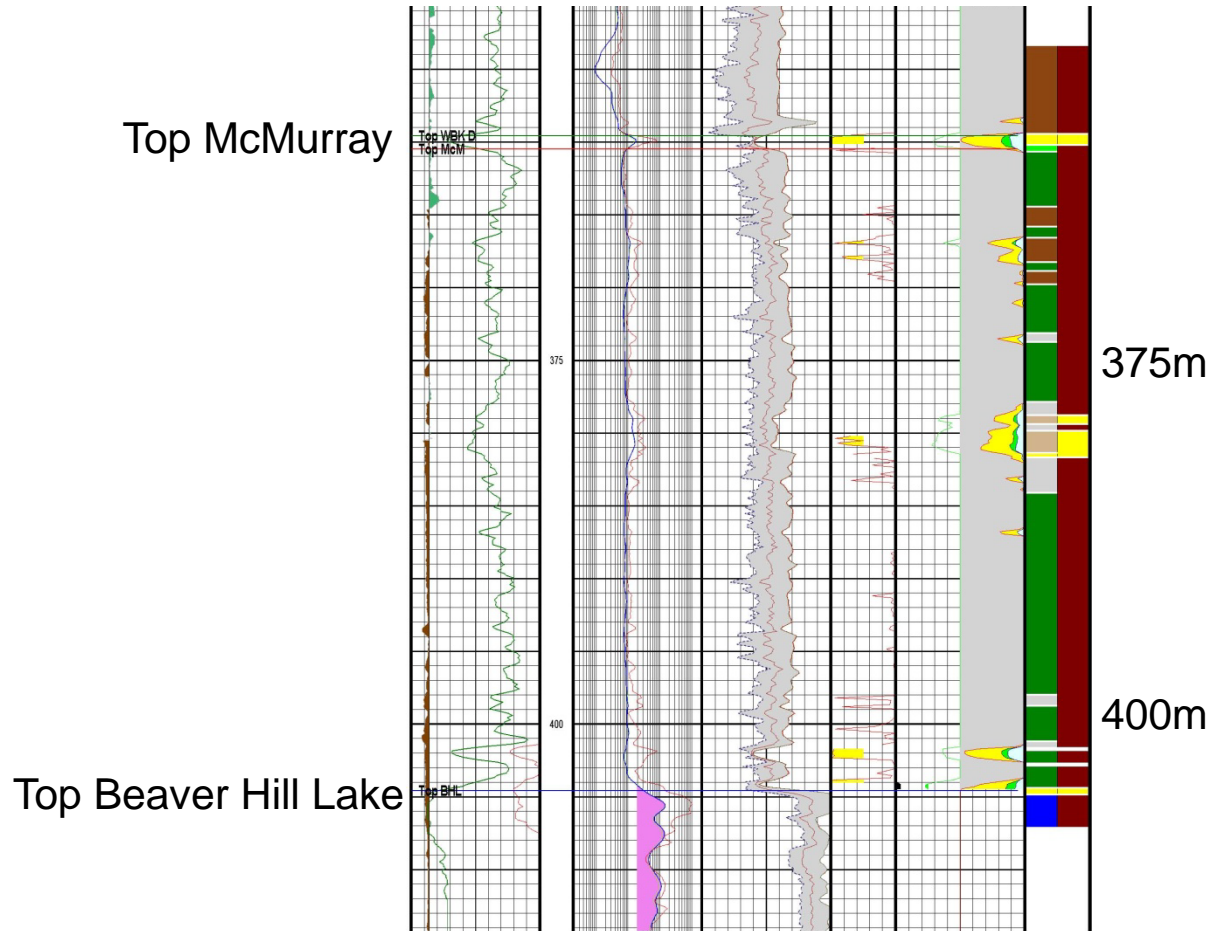 Top McMurray
Top WBK D
Top McM
375
375m
400
400m
Top Beaver Hill Lake
Top BHL